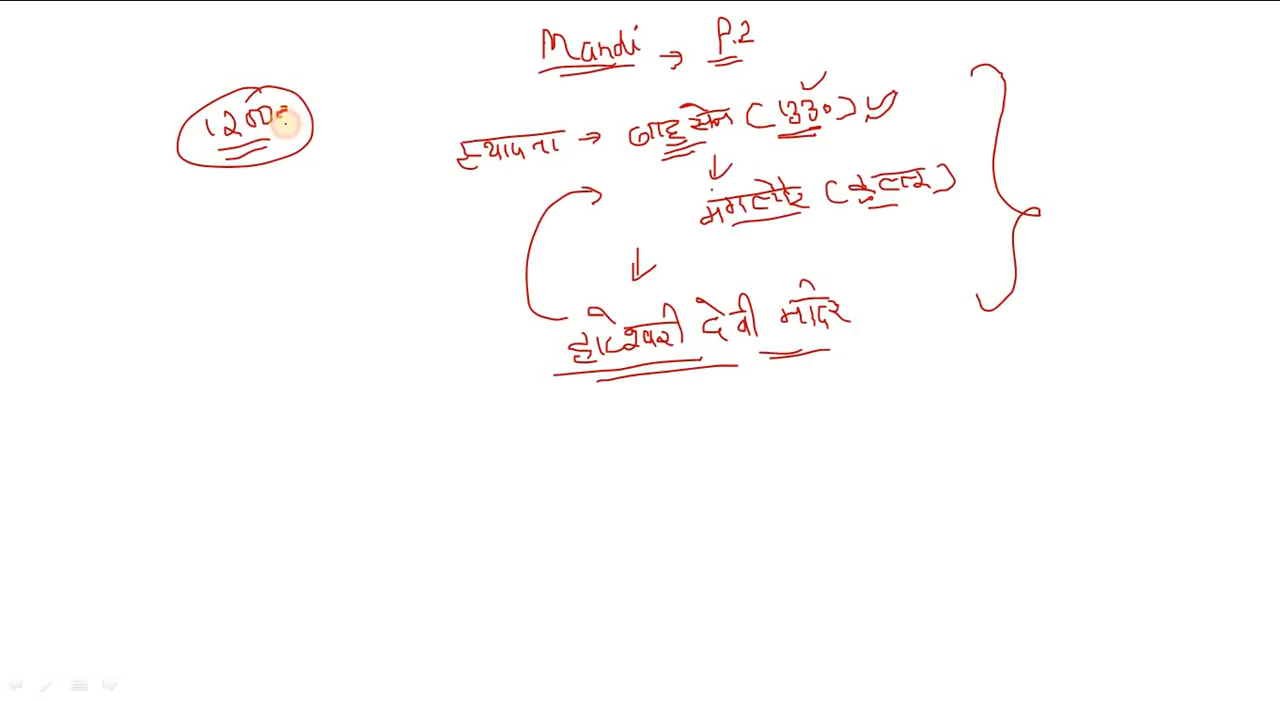 Mandi → P.2
1200
स्थापना → बाहुसेन (1330)
मंगलौर (कुल्लू)
हाटेश्वरी देवी मंदिर